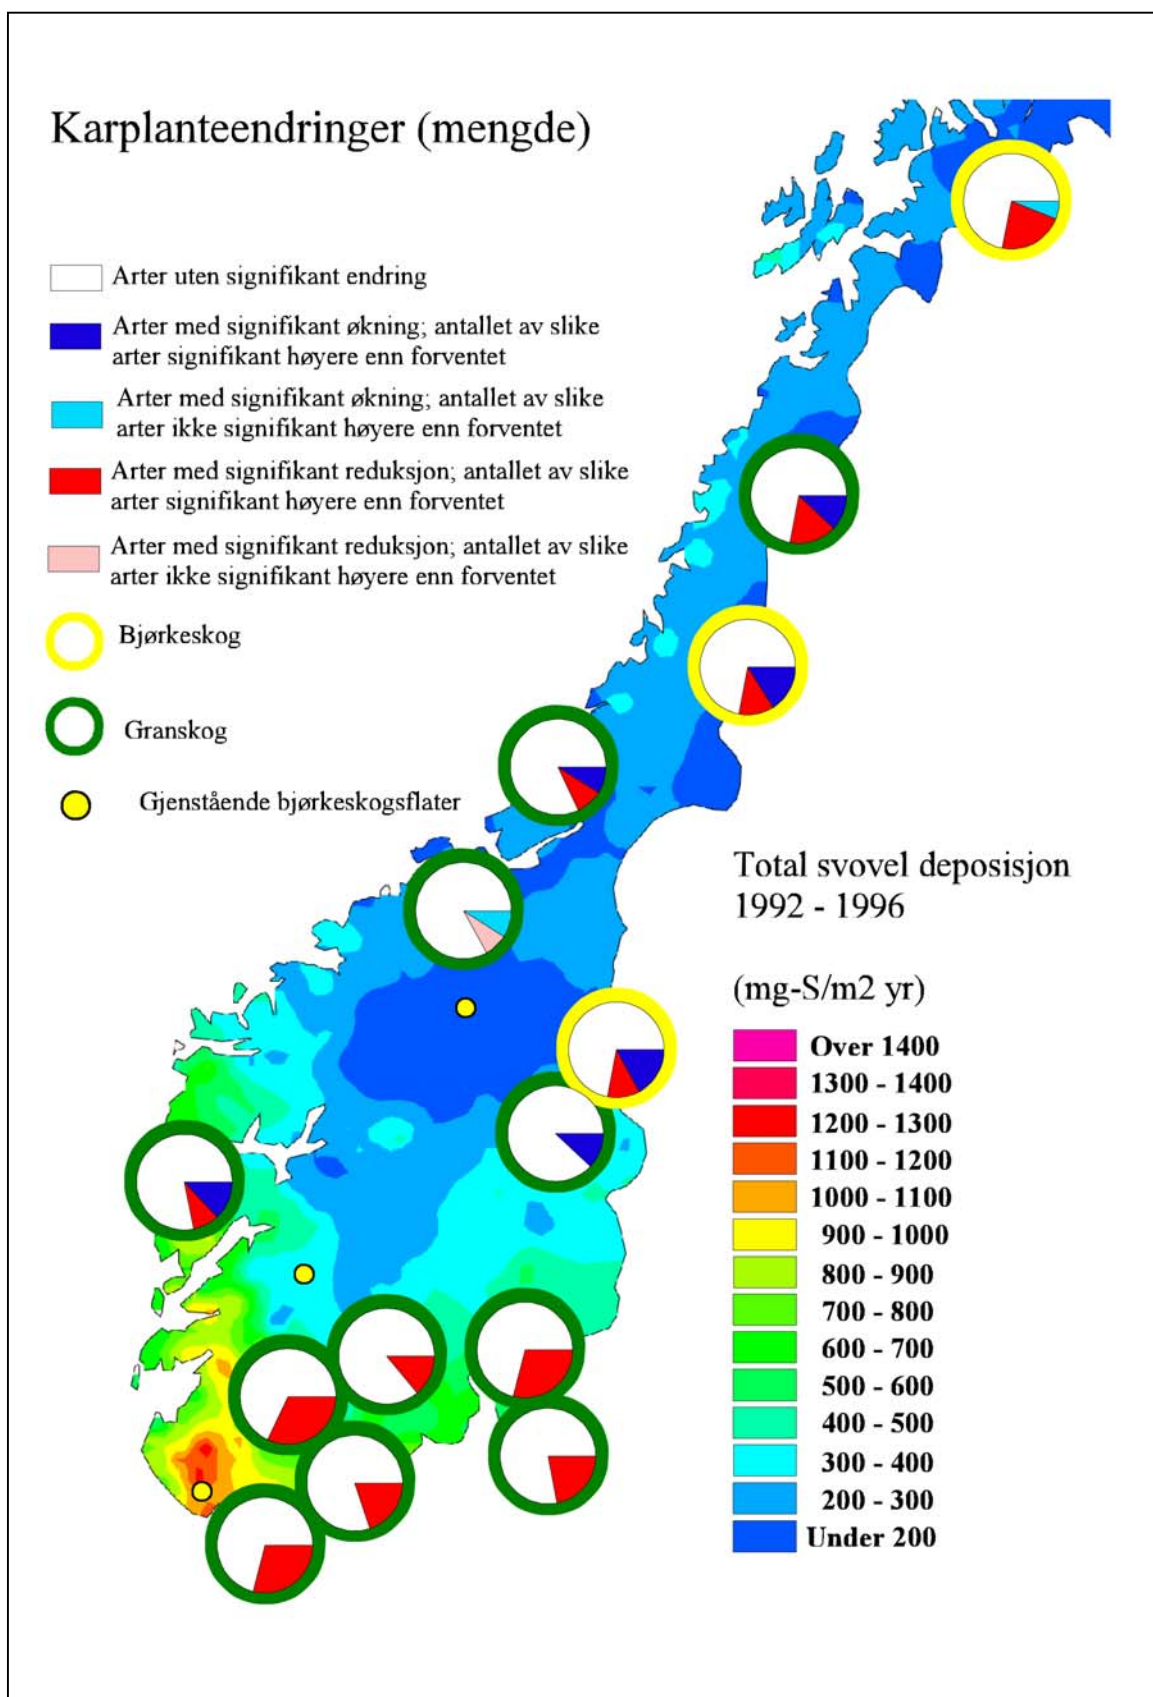 Karplanteendringer (mengde)
Arter uten signifikant endring
Arter med signifikant økning; antallet av slike
arter signifikant høyere enn forventet
Arter med signifikant økning; antallet av slike
arter ikke signifikant høyere enn forventet
Arter med signifikant reduksjon; antallet av slike
arter signifikant høyere enn forventet
Arter med signifikant reduksjon; antallet av slike
arter ikke signifikant høyere enn forventet
Bjørkeskog
Granskog
Gjenstående bjørkeskogsflater
Total svovel deposisjon
1992 - 1996
(mg-S/m2 yr)
Over 1400
1300 - 1400
1200 - 1300
1100 - 1200
1000 - 1100
900 - 1000
800 - 900
700 - 800
600 - 700
500 - 600
400 - 500
300 - 400
200 - 300
Under 200